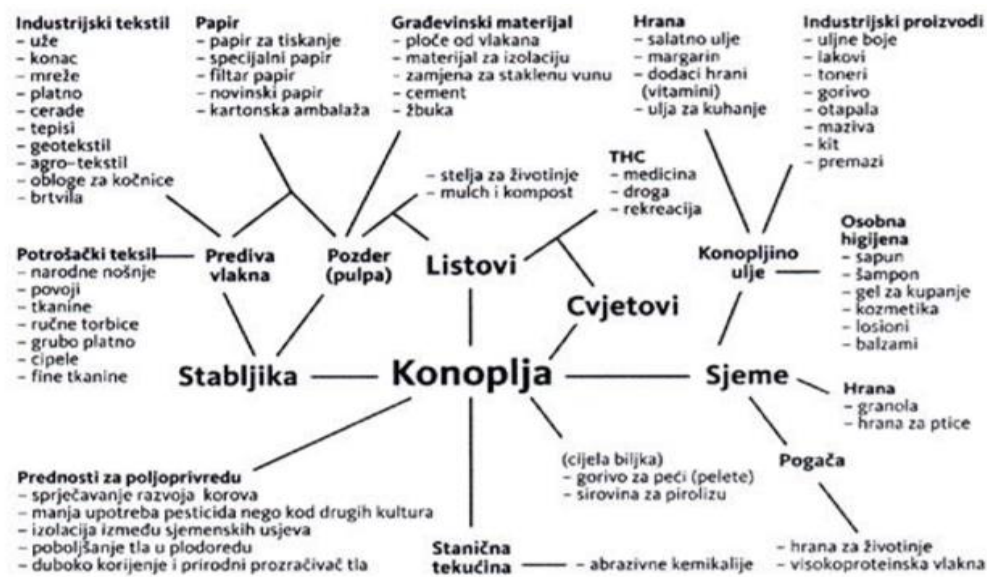 Industrijski tekstil
– uže
– konac
– mreže
– platno
– cerade
– tepisi
– geotekstil
– agro-tekstil
– obloge za kočnice
– brtvila
Papir
– papir za tiskanje
– specijalni papir
– filtar papir
– novinski papir
– kartonska ambalaža
Građevinski materijal
– ploče od vlakana
– materijal za izolaciju
– zamjena za staklenu vunu
– cement
– žbuka
Hrana
– salatno ulje
– margarin
– dodaci hrani
(vitamini)
– ulja za kuhanje
Industrijski proizvodi
– uljne boje
– lakovi
– toneri
– gorivo
– otapala
– maziva
– kit
– premazi
– stelja za životinje
– mulch i kompost
THC
– medicina
– droga
– rekreacija
Potrošački teksil
– narodne nošnje
– povoji
– tkanine
– ručne torbice
– grubo platno
– cipele
– fine tkanine
Prediva
vlakna
Pozder
(pulpa)
Listovi
Cvjetovi
Konopljino
ulje
Osobna
higijena
– sapun
– šampon
– gel za kupanje
– kozmetika
– losioni
– balzami
Stabljika
Konoplja
Sjeme
Hrana
– granola
– hrana za ptice
Prednosti za poljoprivredu
– sprječavanje razvoja korova
– manja upotreba pesticida nego kod drugih kultura
– izolacija između sjemenskih usjeva
– poboljšanje tla u plodoredu
– duboko korijenje i prirodni prozračivač tla
Stanična
tekućina
– abrazivne kemikalije
(cijela biljka)
– gorivo za peći (pelete)
– sirovina za pirolizu
Pogača
– hrana za životinje
– visokoproteinska vlakna